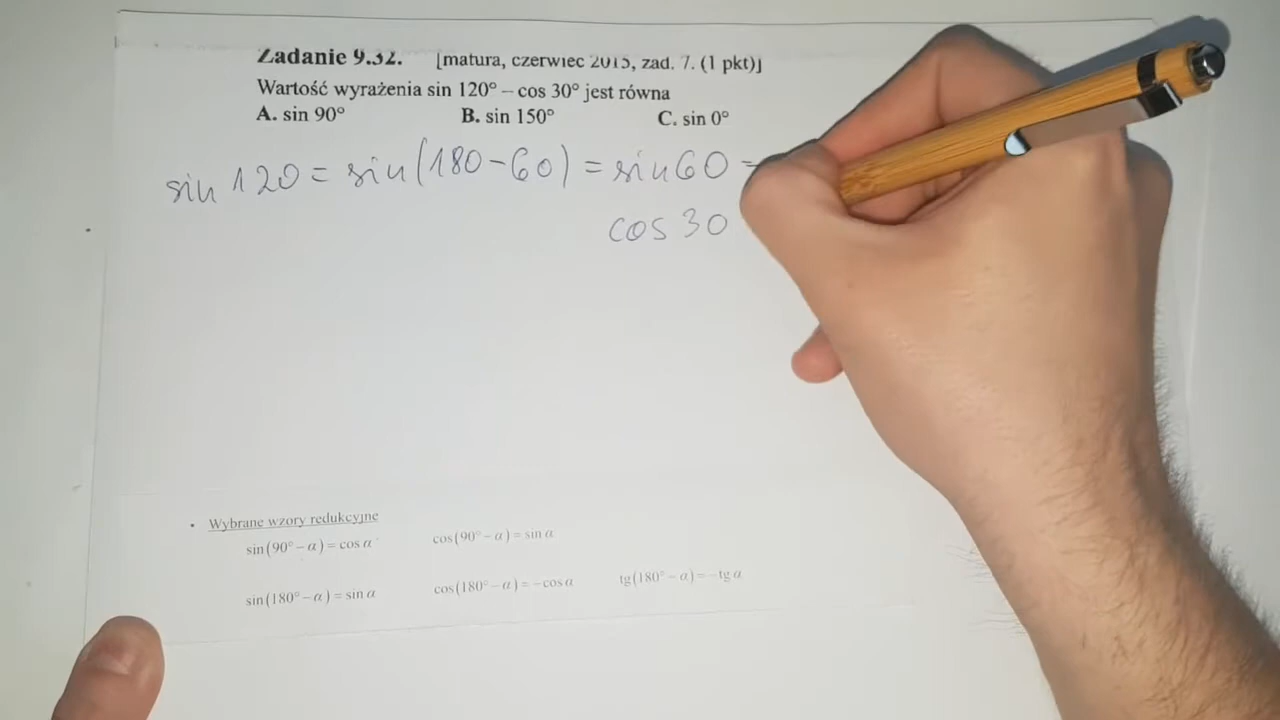 Zadanie 9.32. [matura, czerwiec 2015, zad. 7. (1 pkt)]
Wartość wyrażenia sin 120° – cos 30° jest równa
A. sin 90° B. sin 150° C. sin 0°
sin 120 = sin (180 - 60) = sin 60 =
cos 30
• Wybrane wzory redukcyjne
sin(90° – α) = cos α cos(90° – α) = sin α
sin(180° – α) = sin α cos(180° – α) = –cos α tg(180° – α) = –tg α